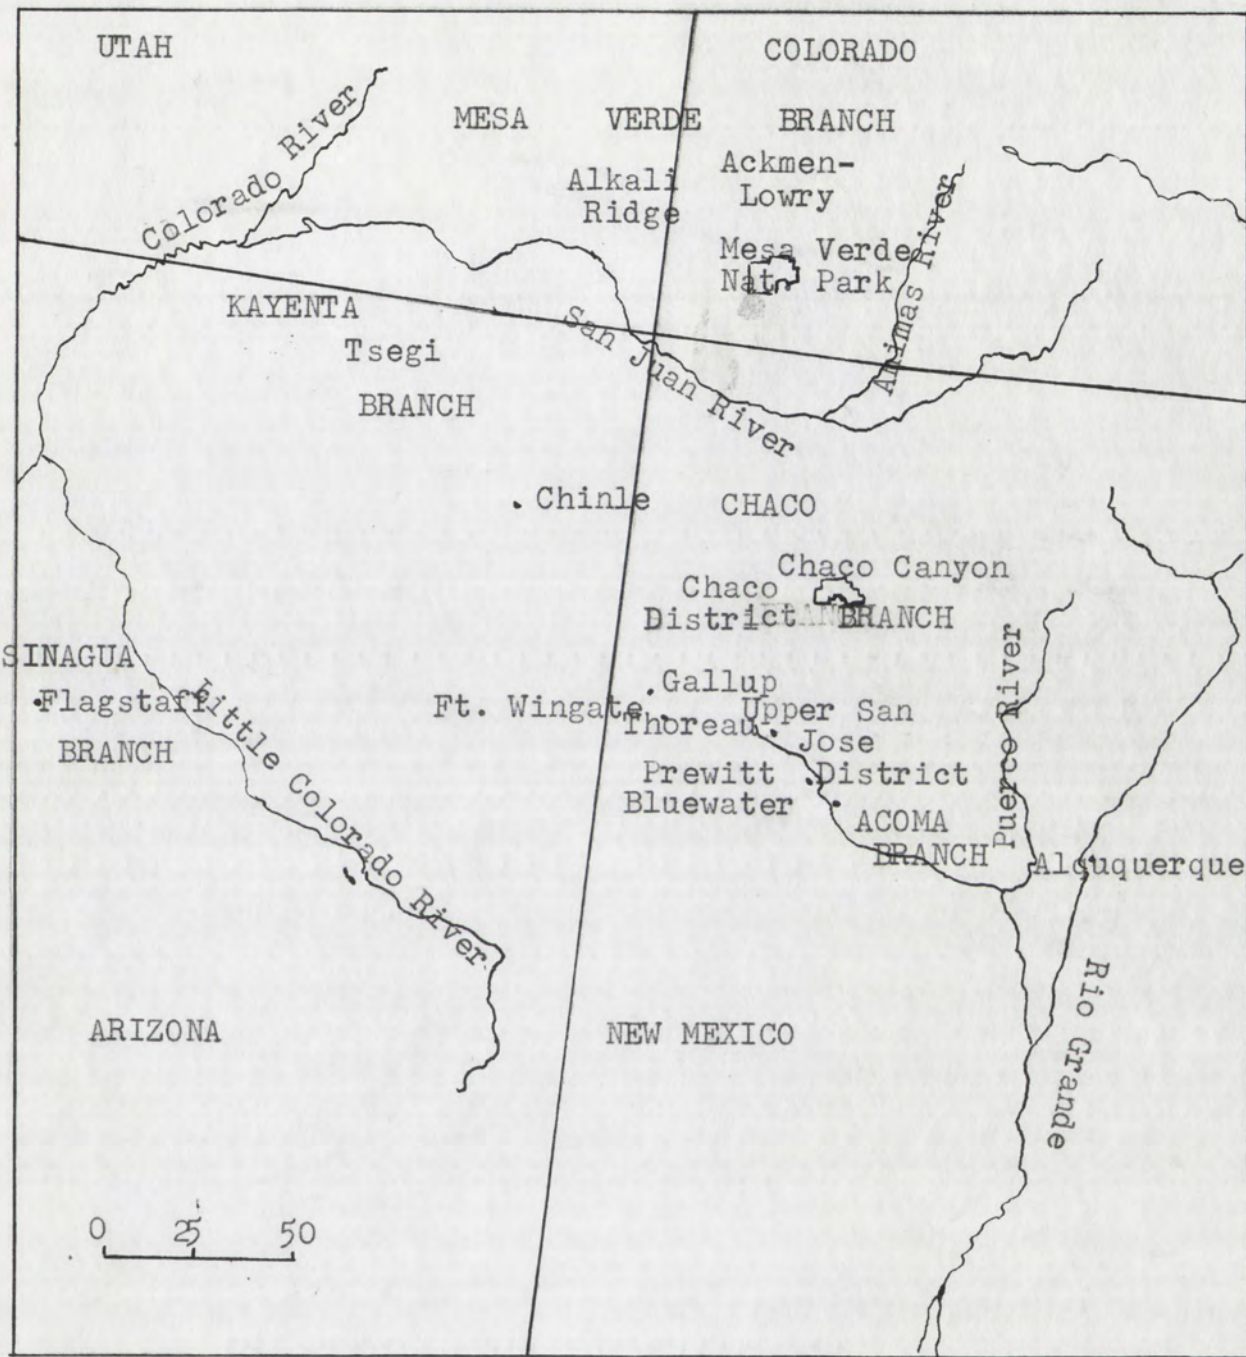 UTAH
COLORADO
Colorado River
MESA VERDE BRANCH
Alkali
Ridge
Ackmen-
Lowry
Mesa Verde
Nat. Park
Animas River
KAYENTA
Tsegi
BRANCH
San Juan River
Chinle
CHACO
Chaco Canyon
Chaco
District
BRANCH
SINAGUA
Flagstaff
BRANCH
Little Colorado River
Gallup
Ft. Wingate
Thoreau
Upper San
Jose
District
Prewitt
Bluewater
ACOMA
BRANCH
Puerco River
Albuquerque
Rio Grande
ARIZONA
NEW MEXICO
0 25 50